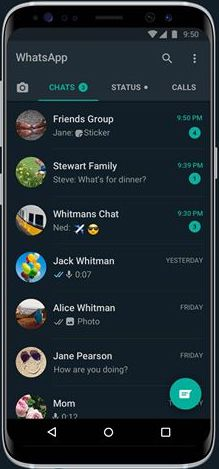 9:50
WhatsApp
CHATS 3 STATUS CALLS
Friends Group 9:50 PM
Jane: Sticker 4
Stewart Family 9:39 PM
Steve: What's for dinner? 1
Whitmans Chat 9:30 PM
Ned: ✈️ 😎 3
Jack Whitman YESTERDAY
0:07
Alice Whitman FRIDAY
Photo
Jane Pearson FRIDAY
How are you doing?
Mom FRIDAY
0:12